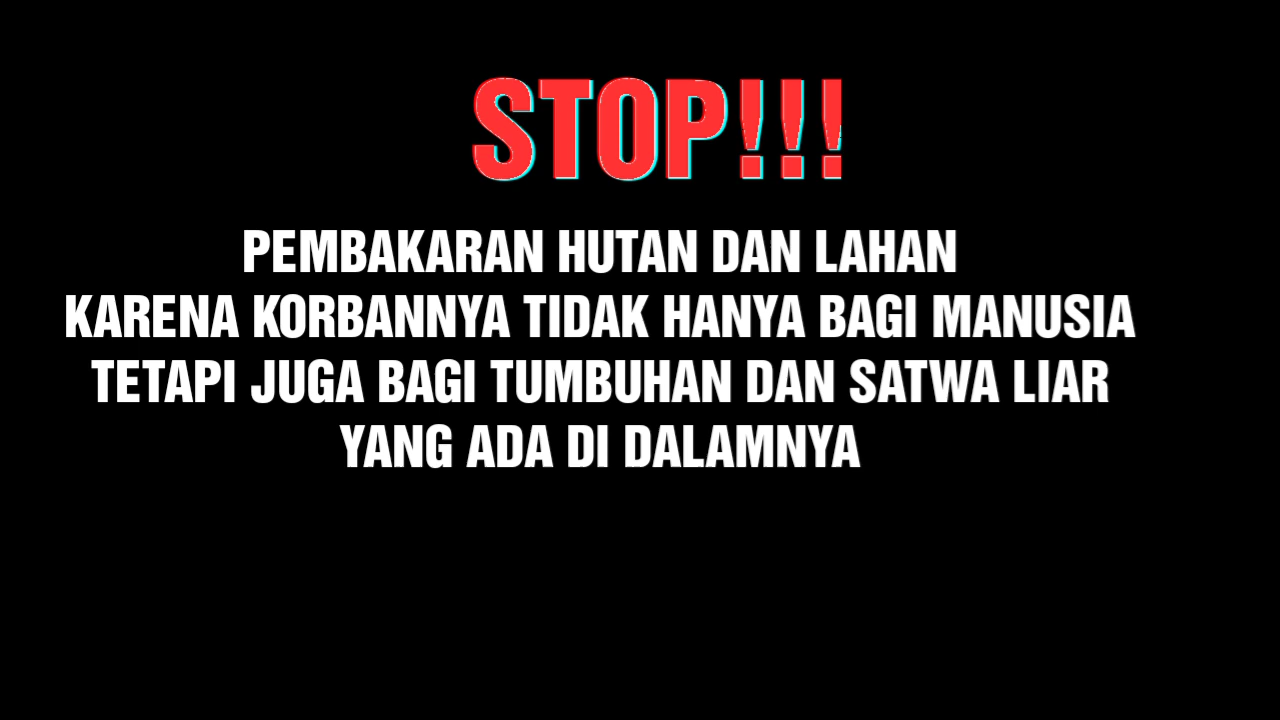 STOP!!!
PEMBAKARAN HUTAN DAN LAHAN
KARENA KORBANNYA TIDAK HANYA BAGI MANUSIA
TETAPI JUGA BAGI TUMBUHAN DAN SATWA LIAR
YANG ADA DI DALAMNYA